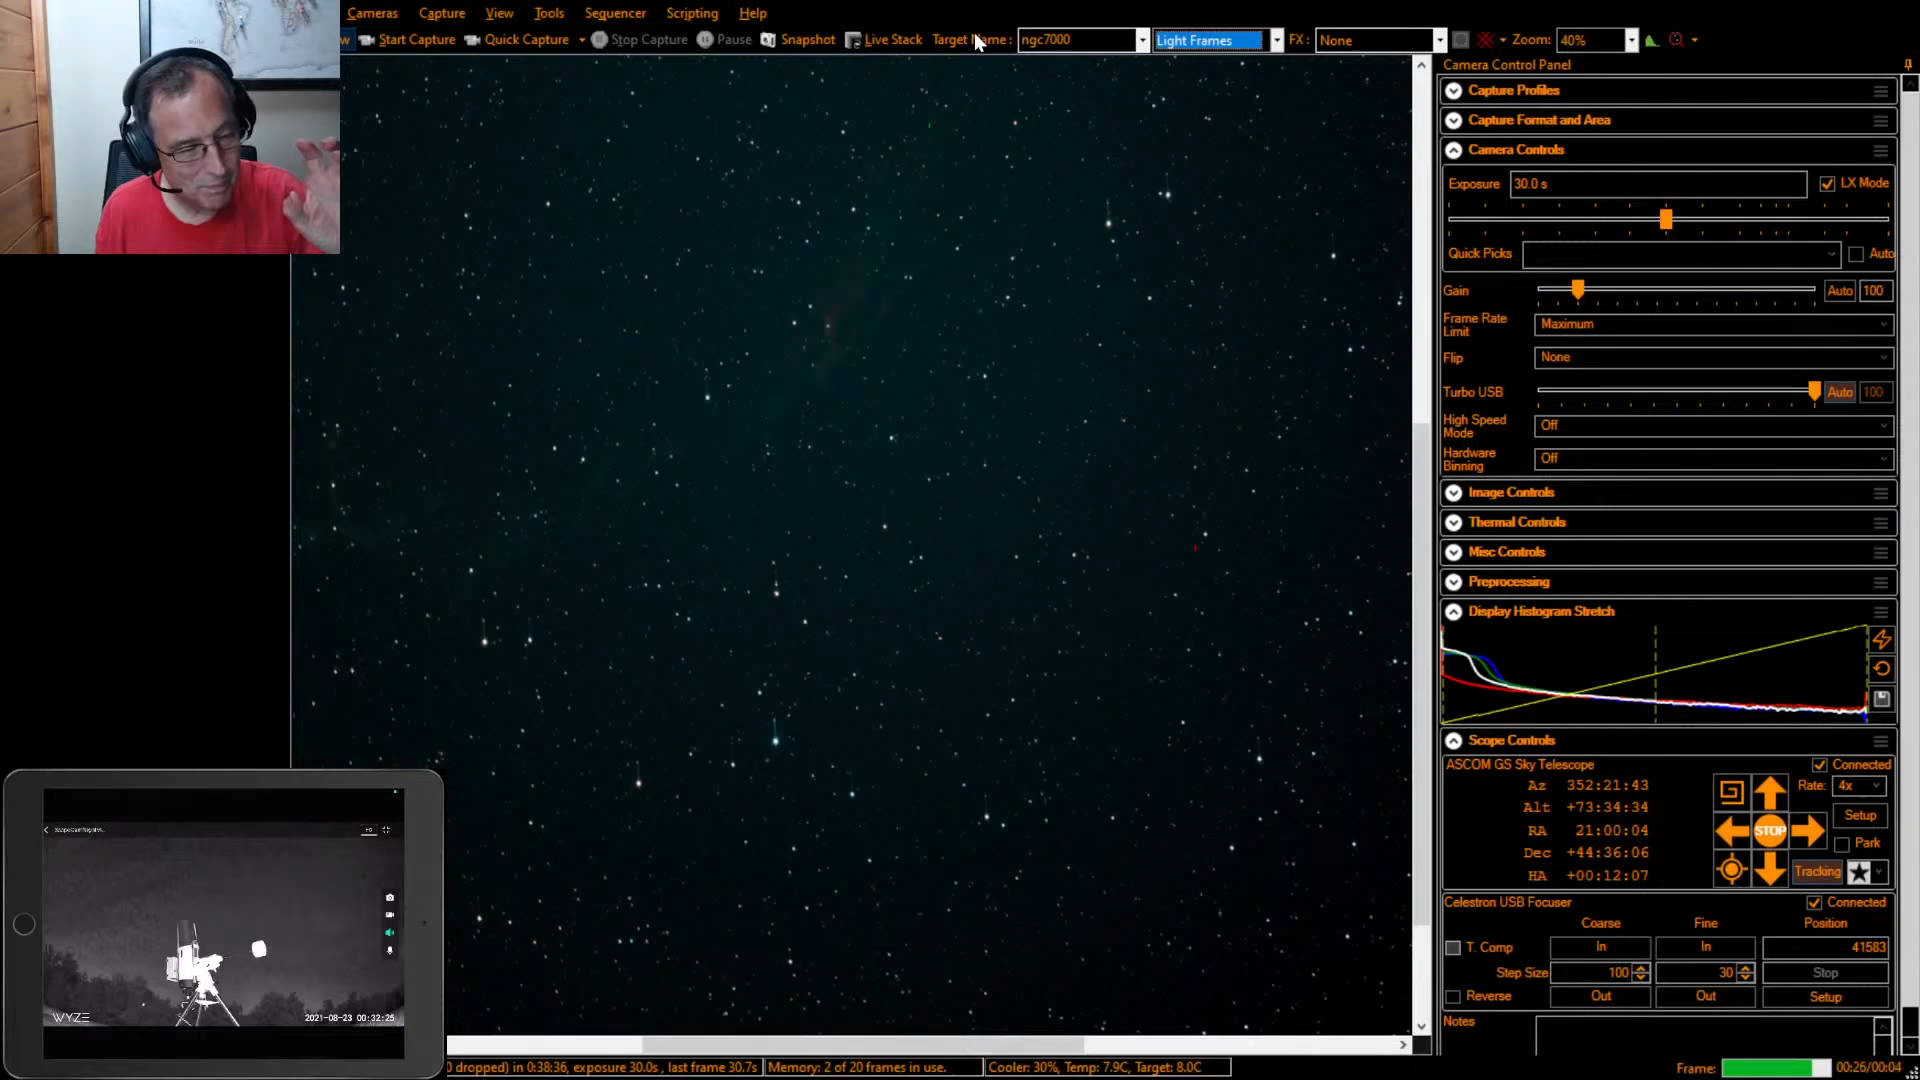 Cameras Capture View Tools Sequencer Scripting Help
w Start Capture Quick Capture Stop Capture Pause Snapshot Live Stack Target Name : ngc7000 Light Frames FX : None Zoom: 40%
Camera Control Panel
Capture Profiles
Capture Format and Area
Camera Controls
Exposure 30.0 s LX Mode
Quick Picks Auto
Gain Auto 100
Frame Rate Limit Maximum
Flip None
Turbo USB Auto 100
High Speed Mode Off
Hardware Binning Off
Image Controls
Thermal Controls
Misc Controls
Preprocessing
Display Histogram Stretch
Scope Controls
ASCOM GS Sky Telescope Connected
Az 352:21:43 Rate: 4x
Alt +73:34:34 Setup
RA 21:00:04 STOP
Dec +44:36:06 Park
HA +00:12:07 Tracking
Celestron USB Focuser Connected
Coarse Fine Position
T. Comp In In 41583
Step Size 100 30 Stop
Reverse Out Out Setup
Notes
WYZE 2021-08-23 00:32:25
0 dropped) in 0:38:36, exposure 30.0s , last frame 30.7s Memory: 2 of 20 frames in use. Cooler: 30%, Temp: 7.9C, Target: 8.0C Frame: 00:26/00:04